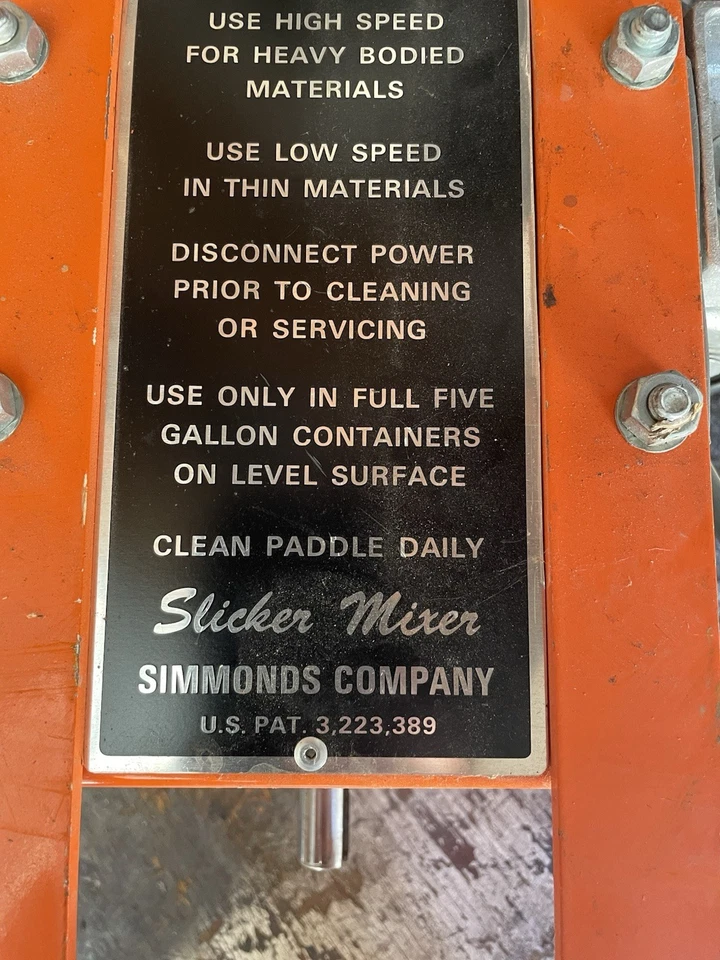 USE HIGH SPEED
FOR HEAVY BODIED
MATERIALS
USE LOW SPEED
IN THIN MATERIALS
DISCONNECT POWER
PRIOR TO CLEANING
OR SERVICING
USE ONLY IN FULL FIVE
GALLON CONTAINERS
ON LEVEL SURFACE
CLEAN PADDLE DAILY
Slicker Mixer
SIMMONDS COMPANY
U.S. PAT. 3,223,389